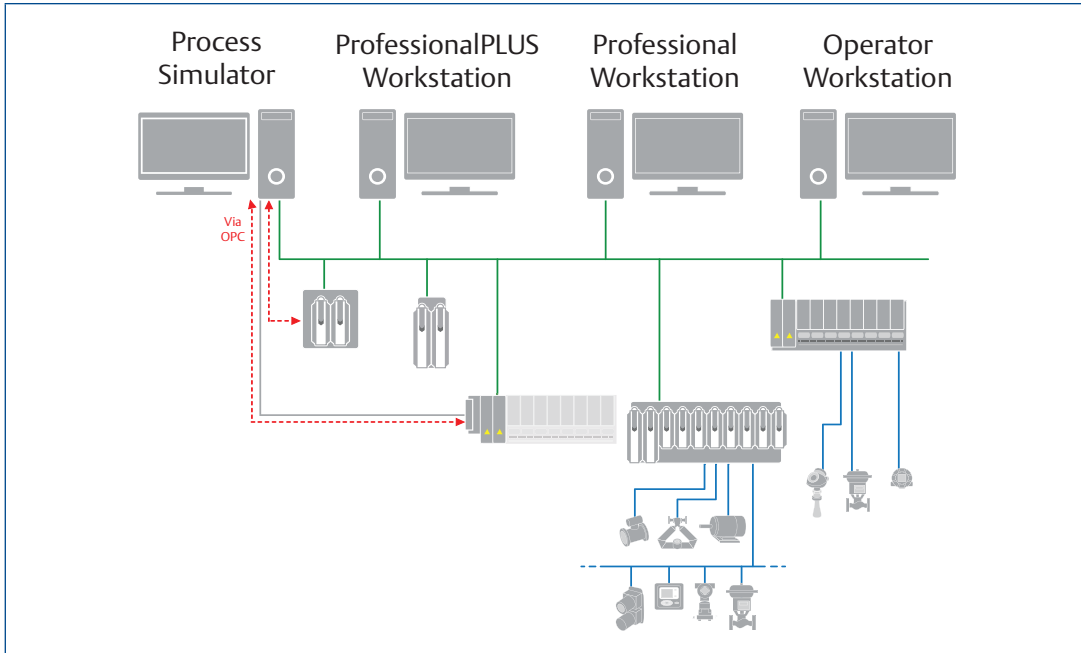 Process
Simulator
ProfessionalPLUS
Workstation
Professional
Workstation
Operator
Workstation
Via
OPC